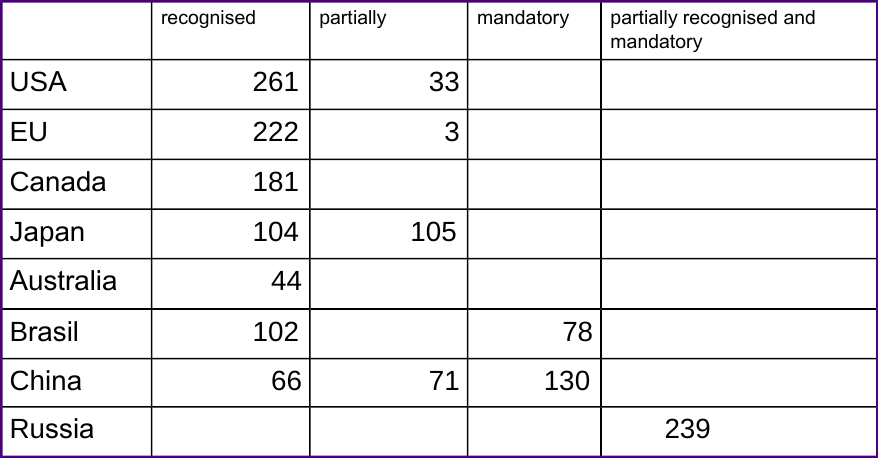 recognised partially mandatory partially recognised and
mandatory
USA 261 33
EU 222 3
Canada 181
Japan 104 105
Australia 44
Brasil 102 78
China 66 71 130
Russia 239